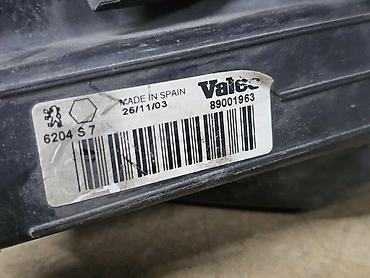 MADE IN SPAIN
26/11/03
Valeo
89001963
6204 S 7